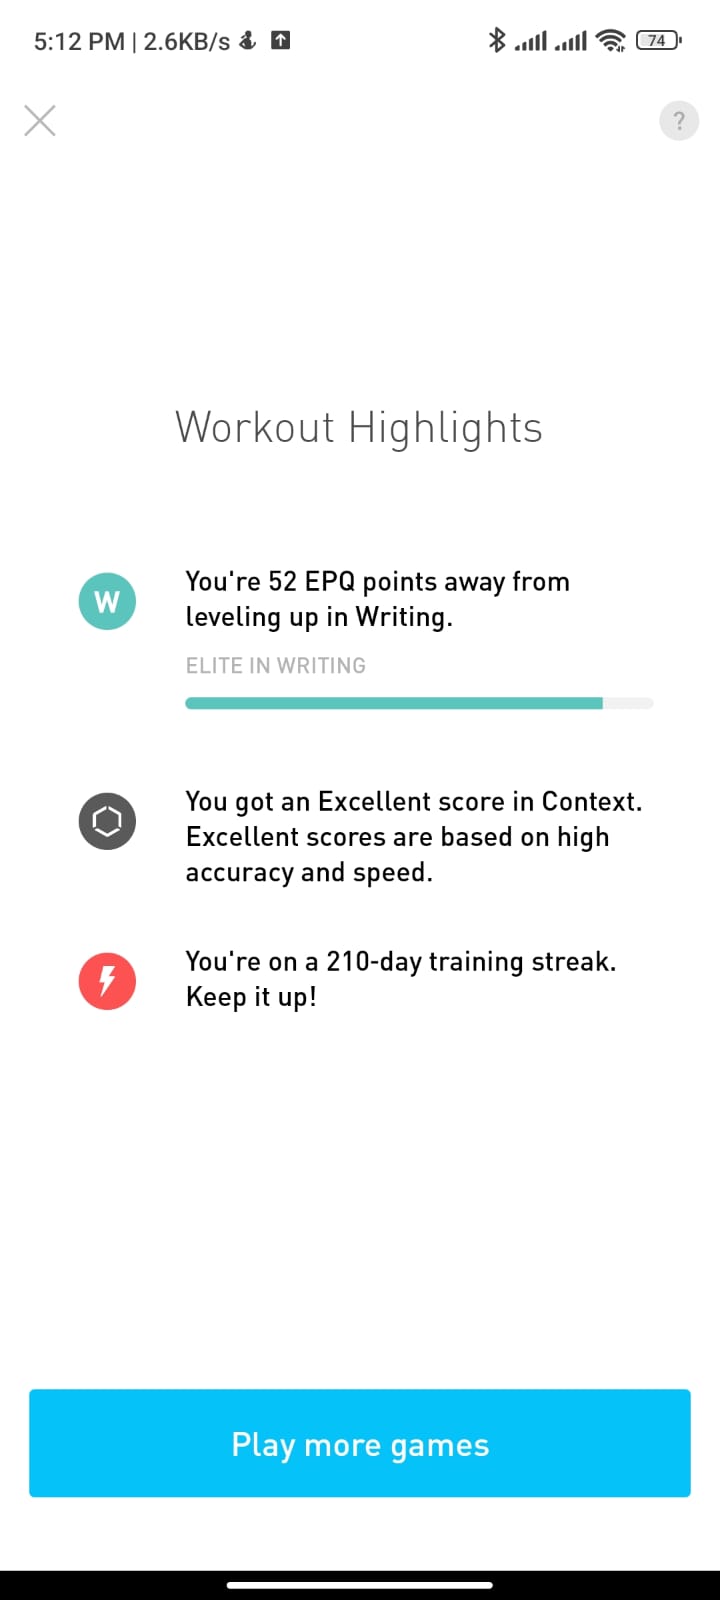 5:12 PM | 2.6KB/s
74
?
Workout Highlights
W
You're 52 EPQ points away from
leveling up in Writing.
ELITE IN WRITING
You got an Excellent score in Context.
Excellent scores are based on high
accuracy and speed.
You're on a 210-day training streak.
Keep it up!
Play more games